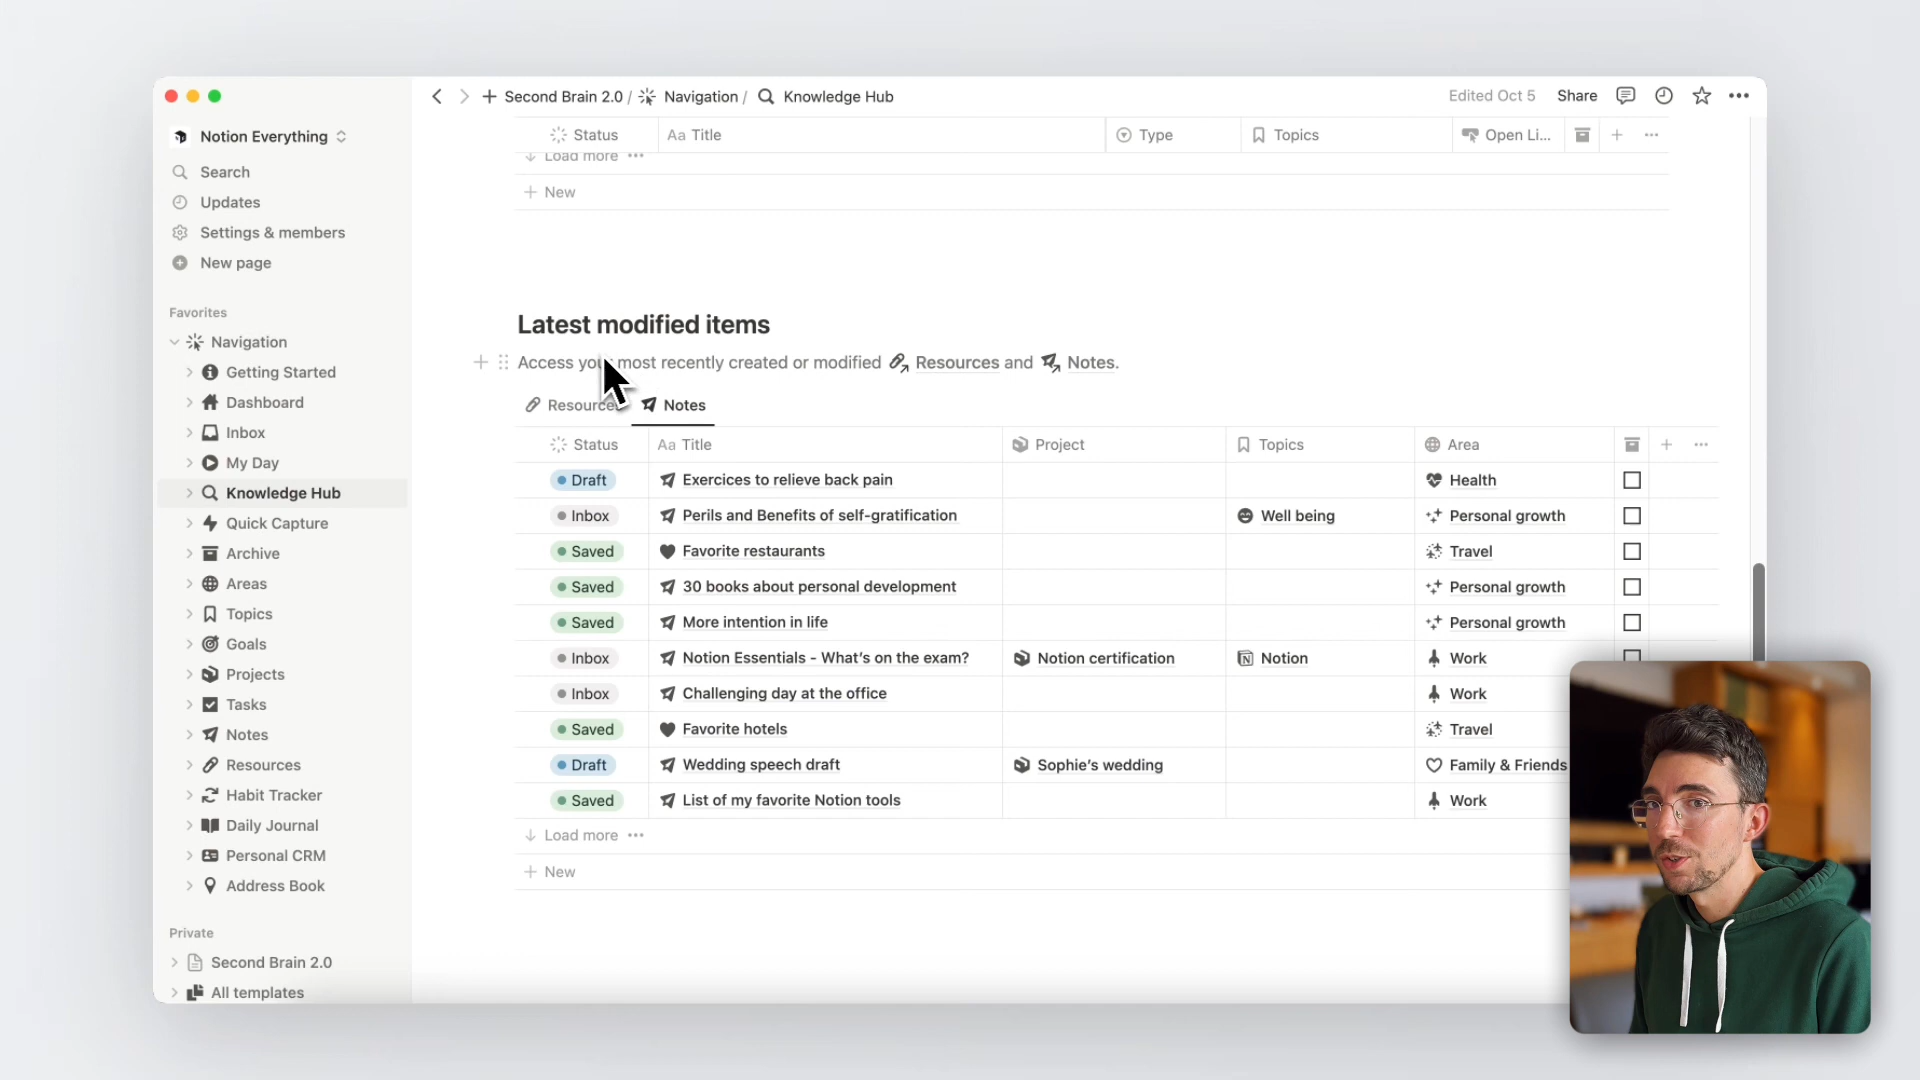 Second Brain 2.0 / Navigation / Knowledge Hub
Edited Oct 5 Share
Notion Everything
Search
Updates
Settings & members
New page
Favorites
Navigation
Getting Started
Dashboard
Inbox
My Day
Knowledge Hub
Quick Capture
Archive
Areas
Topics
Goals
Projects
Tasks
Notes
Resources
Habit Tracker
Daily Journal
Personal CRM
Address Book
Private
Second Brain 2.0
All templates
Status Aa Title Type Topics Open Li...
Load more
New
Latest modified items
Access your most recently created or modified Resources and Notes.
Resources Notes
Status Aa Title Project Topics Area
Draft Exercices to relieve back pain Health
Inbox Perils and Benefits of self-gratification Well being Personal growth
Saved Favorite restaurants Travel
Saved 30 books about personal development Personal growth
Saved More intention in life Personal growth
Inbox Notion Essentials - What's on the exam? Notion certification Notion Work
Inbox Challenging day at the office Work
Saved Favorite hotels Travel
Draft Wedding speech draft Sophie's wedding Family & Friends
Saved List of my favorite Notion tools Work
Load more
New